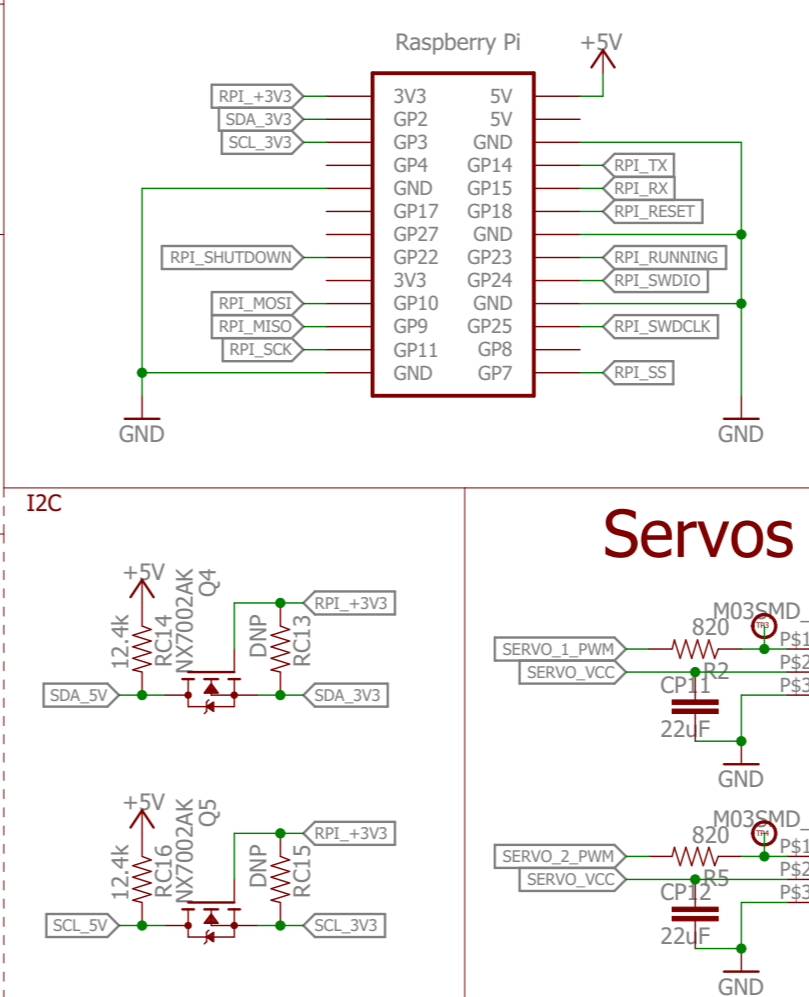 Raspberry Pi
+5V
RPI_+3V3
3V3
5V
SDA_3V3
GP2
5V
SCL_3V3
GP3
GND
GP4
GP14
RPI_TX
GND
GP15
RPI_RX
GP17
GP18
RPI_RESET
GP27
GND
RPI_SHUTDOWN
GP22
GP23
RPI_RUNNING
3V3
GP24
RPI_SWDIO
RPI_MOSI
GP10
GND
RPI_MISO
GP9
GP25
RPI_SWDCLK
RPI_SCK
GP11
GP8
GND
GP7
RPI_SS
GND
GND
I2C
+5V
12.4k
RC14
NX7002AK
Q4
DNP
RC13
RPI_+3V3
SDA_5V
SDA_3V3
+5V
12.4k
RC16
NX7002AK
Q5
DNP
RC15
RPI_+3V3
SCL_5V
SCL_3V3
Servos
M03SMD_
820
TP3
SERVO_1_PWM
P$1
SERVO_VCC
R2
P$2
CP11
P$3
22uF
GND
M03SMD_
820
TP4
SERVO_2_PWM
P$1
SERVO_VCC
R5
P$2
CP12
P$3
22uF
GND